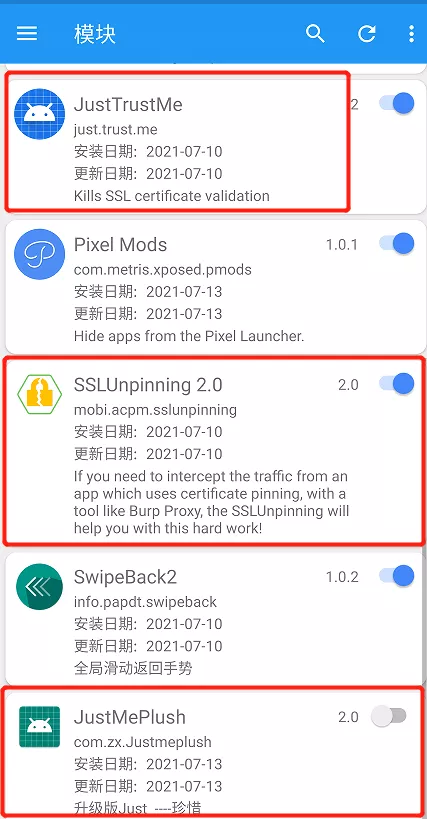 模块
JustTrustMe
2
just.trust.me
安装日期：2021-07-10
更新日期：2021-07-10
Kills SSL certificate validation
Pixel Mods
1.0.1
com.metris.xposed.pmods
安装日期：2021-07-13
更新日期：2021-07-13
Hide apps from the Pixel Launcher.
SSLUnpinning 2.0
2.0
mobi.acpm.sslunpinning
安装日期：2021-07-10
更新日期：2021-07-10
If you need to intercept the traffic from an
app which uses certificate pinning, with a
tool like Burp Proxy, the SSLUnpinning will
help you with this hard work!
SwipeBack2
1.0.2
info.papdt.swipeback
安装日期：2021-07-10
更新日期：2021-07-10
全局滑动返回手势
JustMePlush
2.0
com.zx.Justmeplush
安装日期：2021-07-13
更新日期：2021-07-13
升级版Just ----珍惜